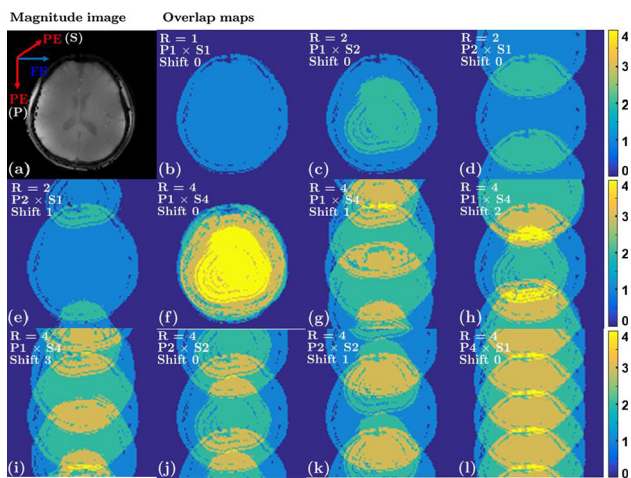 Magnitude image
Overlap maps
PE (S)
FE
PE
(P)
(a)
R = 1
P1 × S1
Shift 0
(b)
R = 2
P1 × S2
Shift 0
(c)
R = 2
P2 × S1
Shift 0
(d)
4
3
2
1
0
R = 2
P2 × S1
Shift 1
(e)
R = 4
P1 × S4
Shift 0
(f)
R = 4
P1 × S4
Shift 1
(g)
R = 4
P1 × S4
Shift 2
(h)
4
3
2
1
0
R = 4
P1 × S4
Shift 3
(i)
R = 4
P2 × S2
Shift 0
(j)
R = 4
P2 × S2
Shift 1
(k)
R = 4
P4 × S1
Shift 0
(l)
4
3
2
1
0